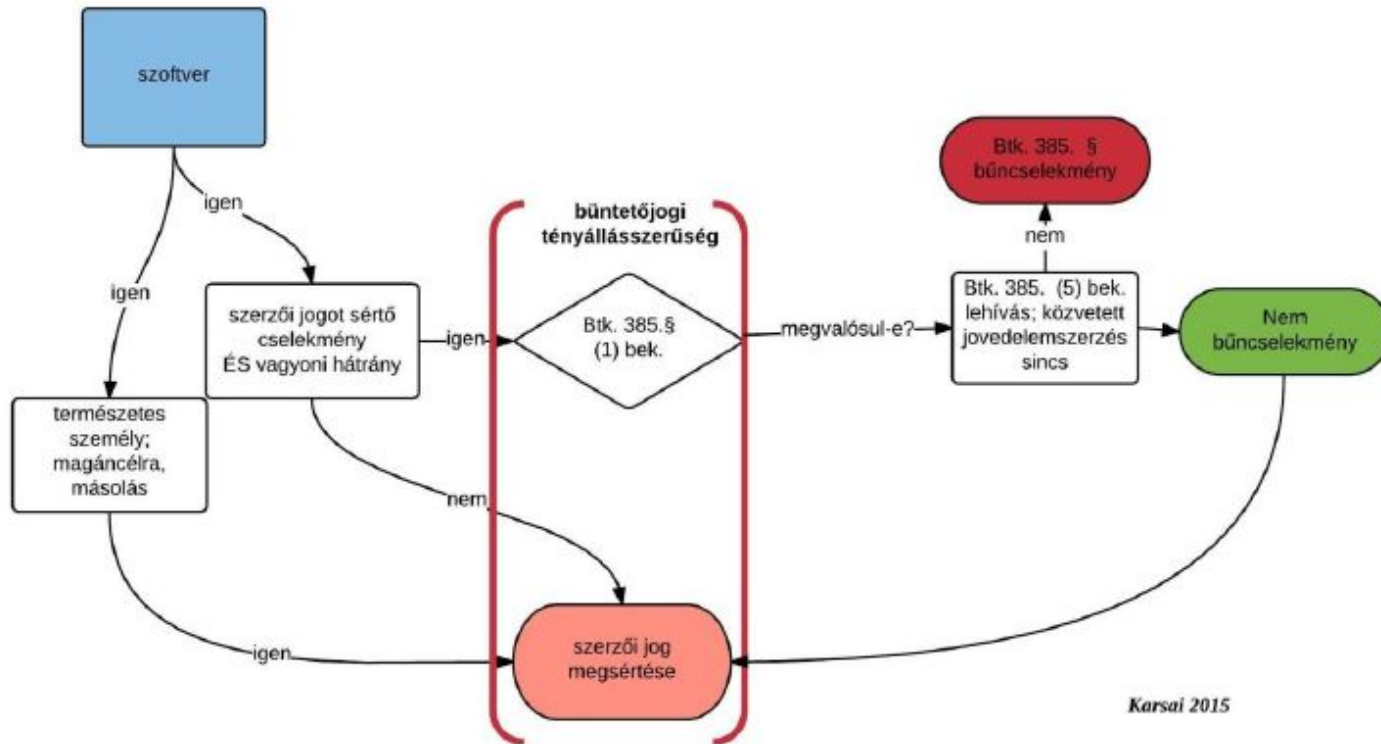 szoftver
igen
igen
szerzői jogot sértő
cselekmény
ÉS vagyoni hátrány
természetes
személy;
magáncélra,
másolás
igen
nem
igen
büntetőjogi
tényállásszerűség
Btk. 385.§
(1) bek.
megvalósul-e?
Btk. 385. §
bűncselekmény
nem
Btk. 385. (5) bek.
lehívás; közvetett
jovedelemszerzés
sincs
Nem
bűncselekmény
szerzői jog
megsértése
Karsai 2015